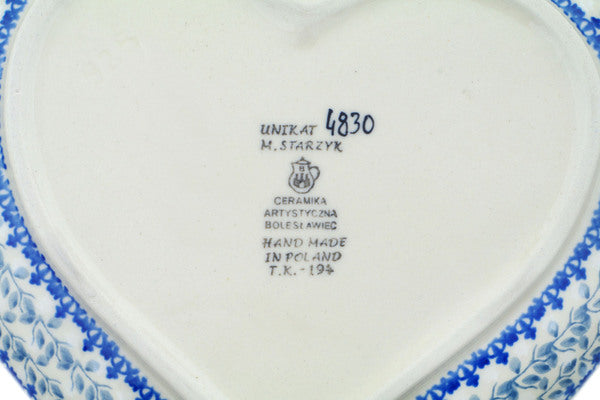 UNIKAT 4830
M. STARZYK
B
CERAMIKA
ARTYSTYCZNA
BOLESŁAWIEC
HAND MADE
IN POLAND
T.K.-194